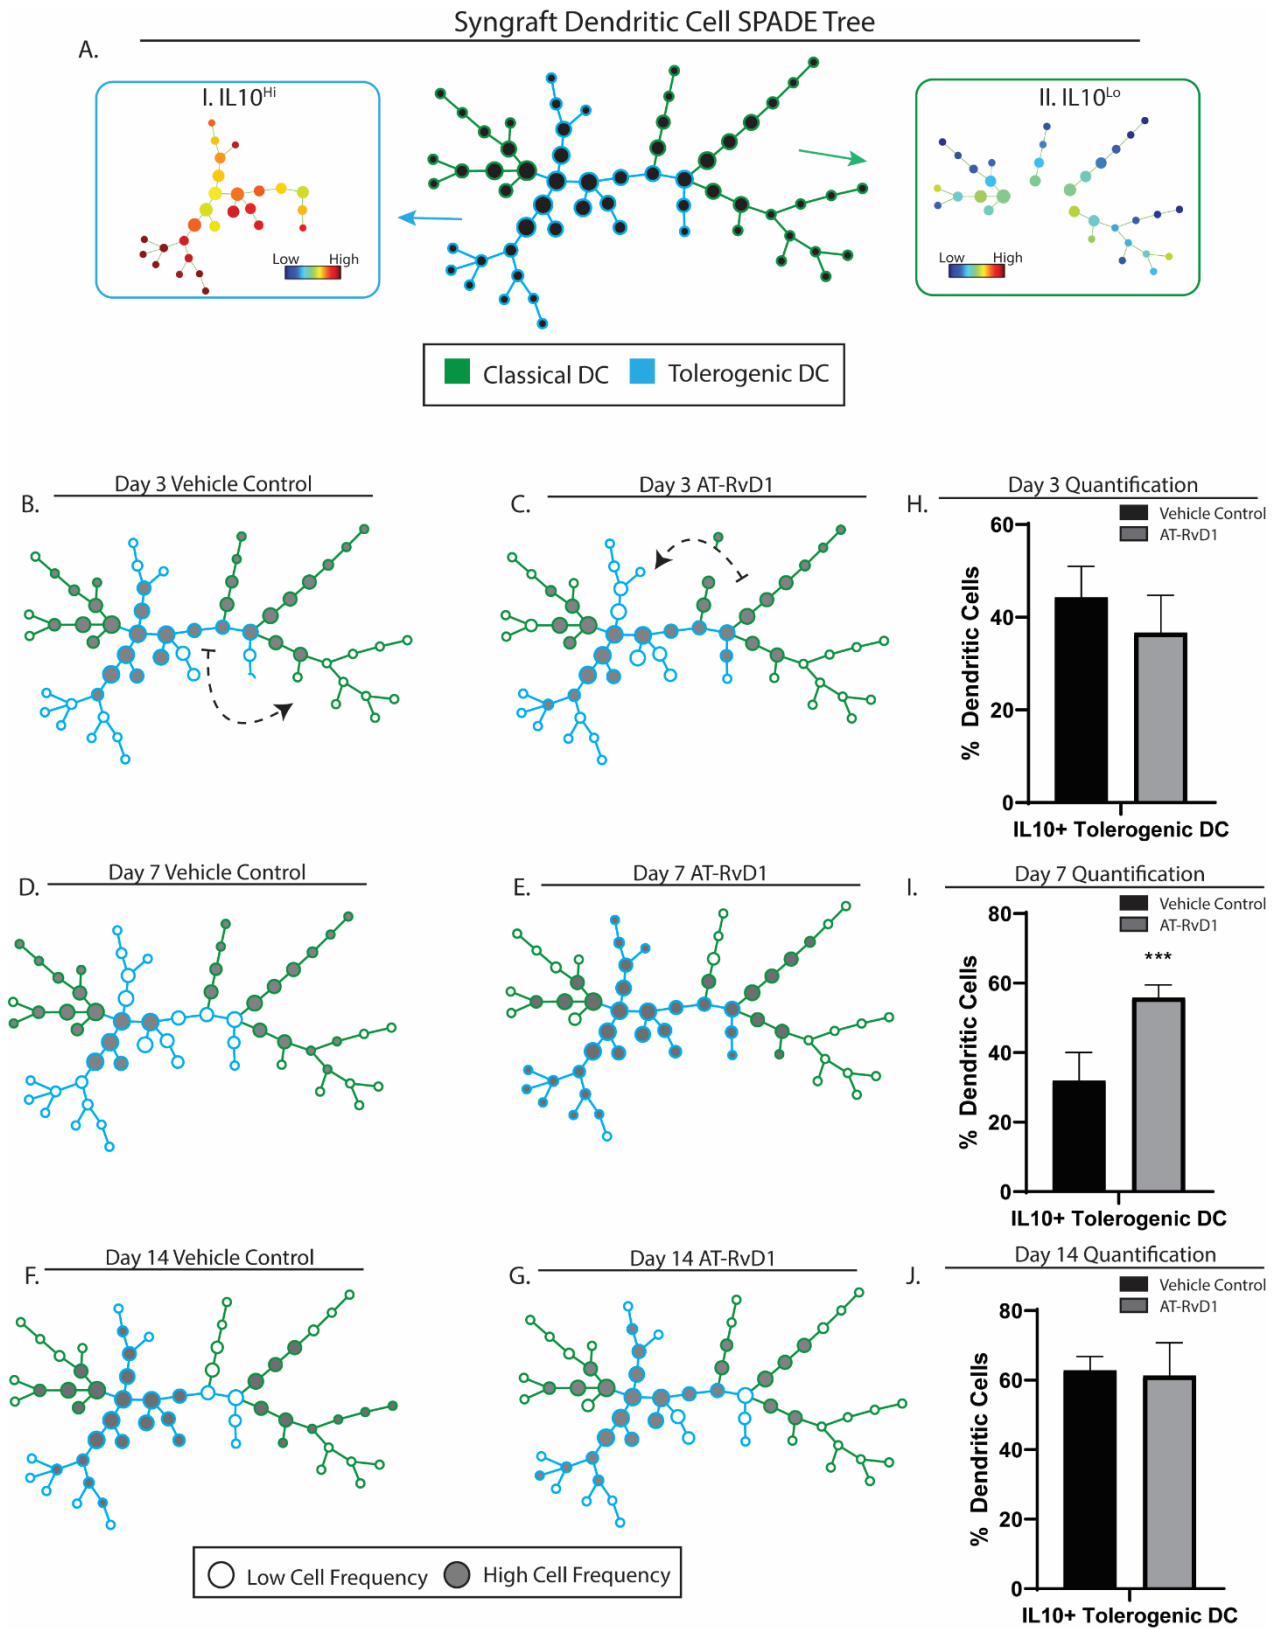 Syngraft Dendritic Cell SPADE Tree
A.
I. IL10Hi
II. IL10Lo
Low High
Low High
Classical DC Tolerogenic DC
B. Day 3 Vehicle Control
C. Day 3 AT-RvD1
H. Day 3 Quantification
Vehicle Control
AT-RvD1
60
40
20
0
% Dendritic Cells
IL10+ Tolerogenic DC
D. Day 7 Vehicle Control
E. Day 7 AT-RvD1
I. Day 7 Quantification
Vehicle Control
AT-RvD1
***
80
60
40
20
0
% Dendritic Cells
IL10+ Tolerogenic DC
F. Day 14 Vehicle Control
G. Day 14 AT-RvD1
J. Day 14 Quantification
Vehicle Control
AT-RvD1
80
60
40
20
0
% Dendritic Cells
IL10+ Tolerogenic DC
Low Cell Frequency High Cell Frequency